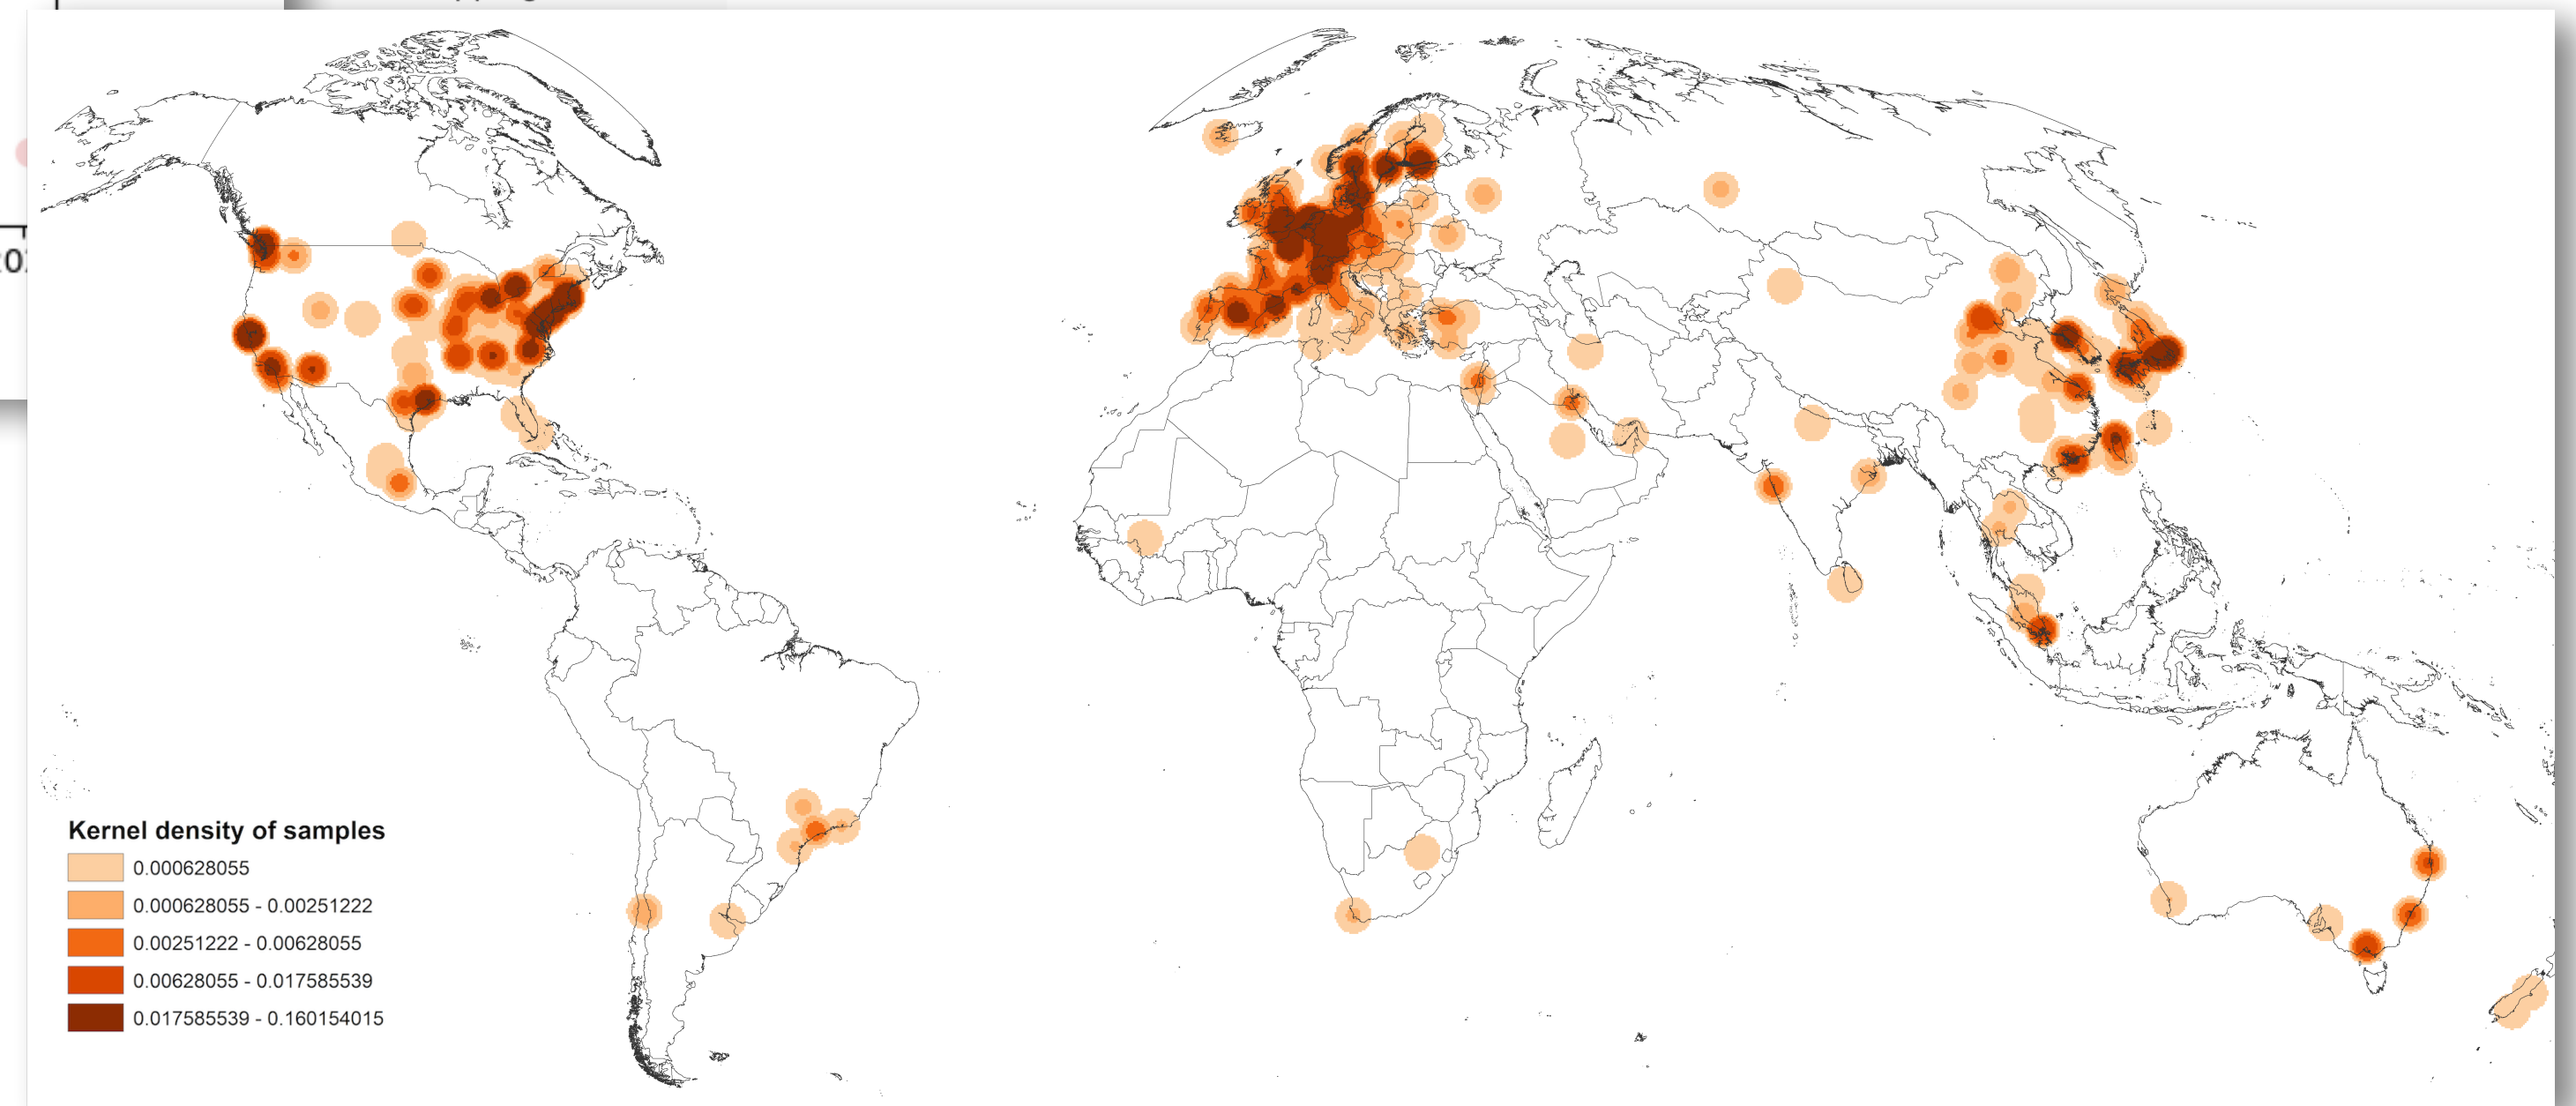 Kernel density of samples
0.000628055
0.000628055 - 0.00251222
0.00251222 - 0.00628055
0.00628055 - 0.017585539
0.017585539 - 0.160154015